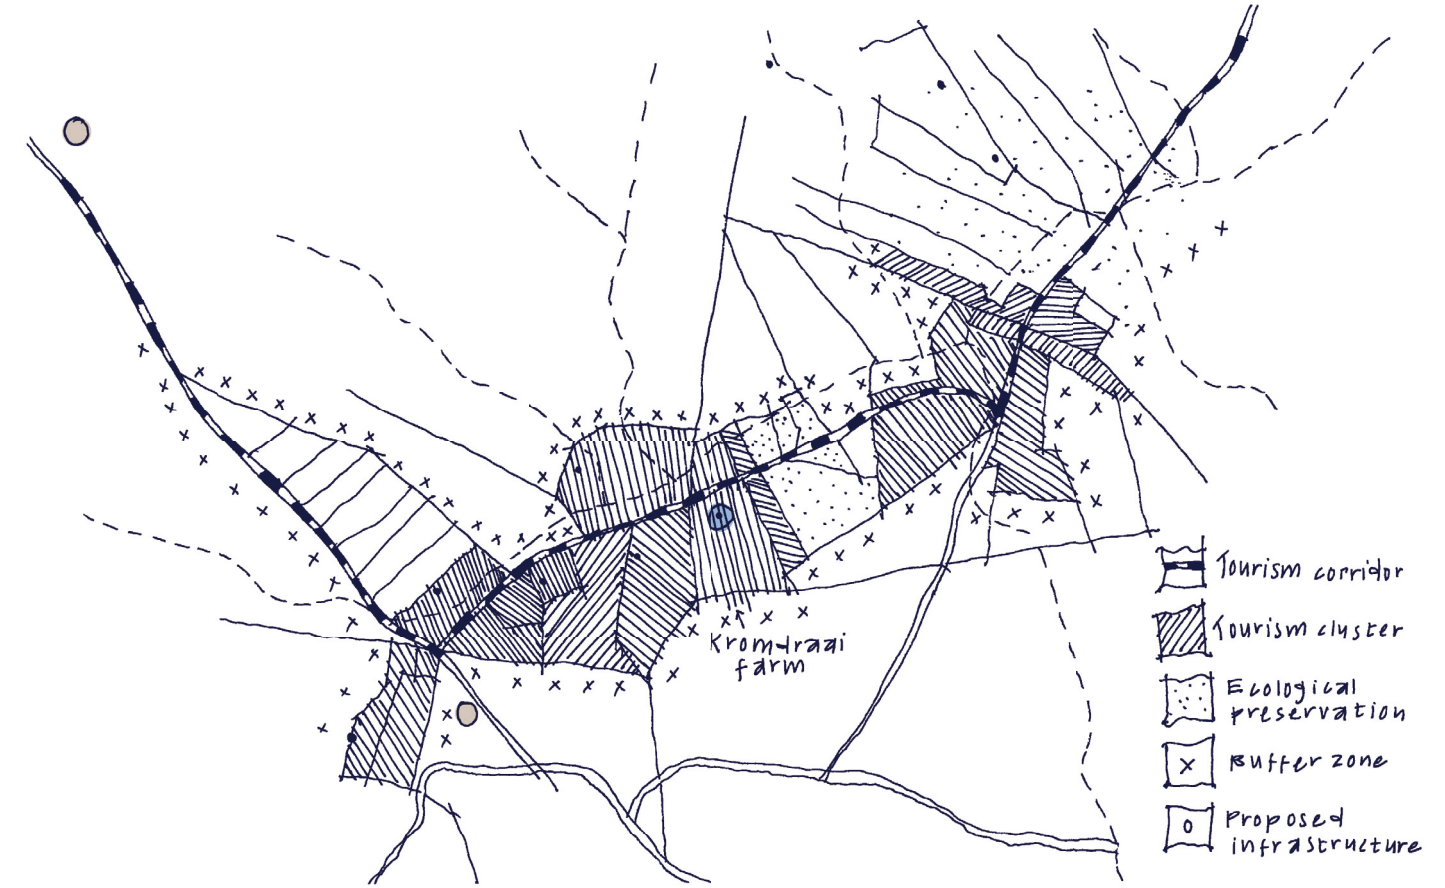 Kromdraai
farm
Tourism corridor
Tourism cluster
Ecological
preservation
Buffer zone
Proposed
infrastructure